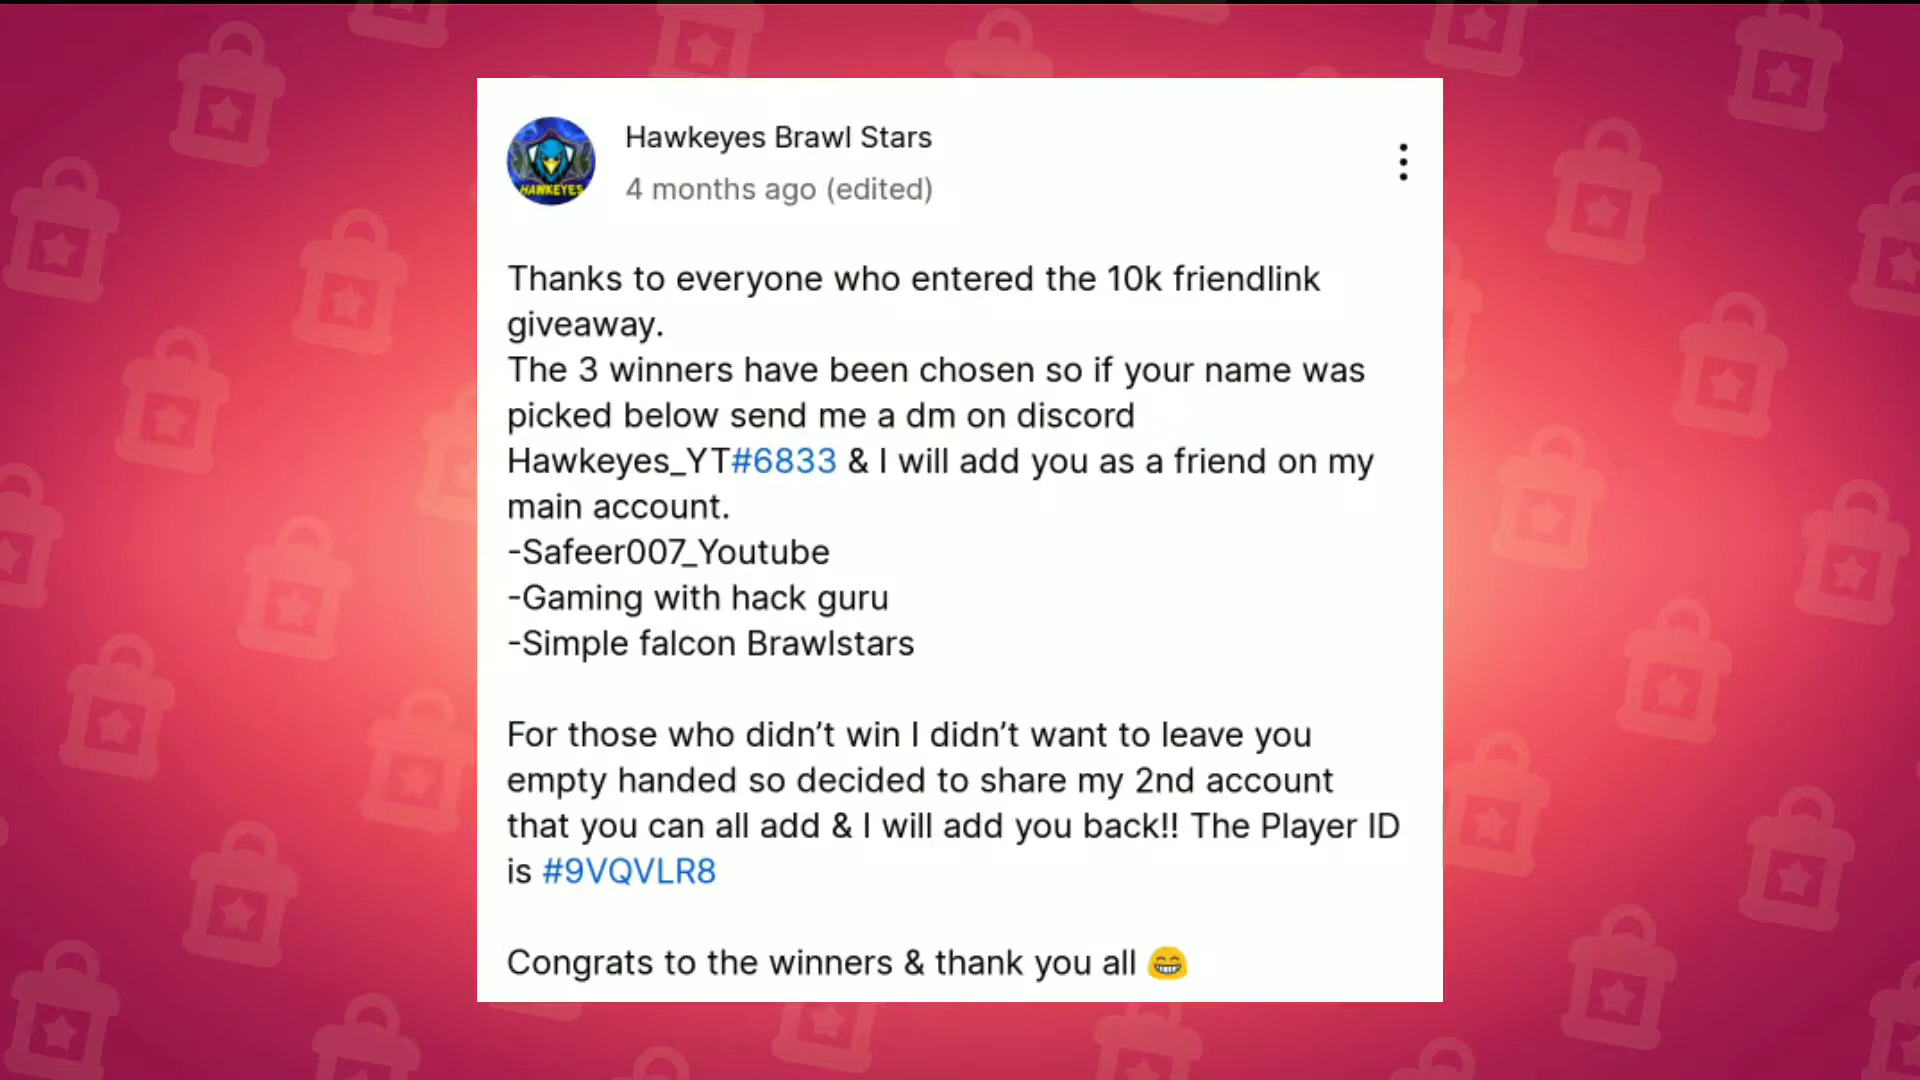 HAWKEYES
Hawkeyes Brawl Stars
4 months ago (edited)
Thanks to everyone who entered the 10k friendlink
giveaway.
The 3 winners have been chosen so if your name was
picked below send me a dm on discord
Hawkeyes_YT#6833 & I will add you as a friend on my
main account.
-Safeer007_Youtube
-Gaming with hack guru
-Simple falcon Brawlstars
For those who didn’t win I didn’t want to leave you
empty handed so decided to share my 2nd account
that you can all add & I will add you back!! The Player ID
is #9VQVLR8
Congrats to the winners & thank you all 😁